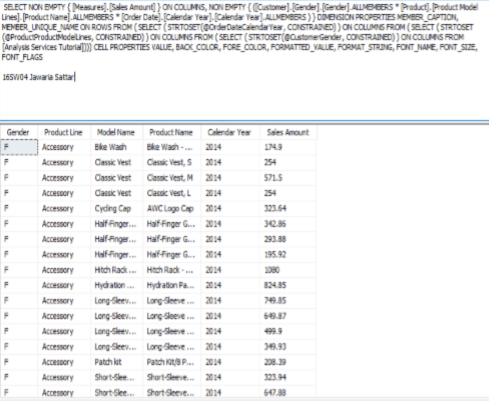 SELECT NON EMPTY { [Measures].[Sales Amount] } ON COLUMNS, NON EMPTY { ([Customer].[Gender].[Gender].ALLMEMBERS * [Product].[Product Model
Lines].[Product Name].ALLMEMBERS * [Order Date].[Calendar Year].[Calendar Year].ALLMEMBERS ) } DIMENSION PROPERTIES MEMBER_CAPTION,
MEMBER_UNIQUE_NAME ON ROWS FROM ( SELECT ( STRTOSET(@OrderDateCalendarYear, CONSTRAINED) ) ON COLUMNS FROM ( SELECT ( STRTOSET
(@ProductProductModelLines, CONSTRAINED) ) ON COLUMNS FROM ( SELECT ( STRTOSET(@CustomerGender, CONSTRAINED) ) ON COLUMNS FROM
[Analysis Services Tutorial]))) CELL PROPERTIES VALUE, BACK_COLOR, FORE_COLOR, FORMATTED_VALUE, FORMAT_STRING, FONT_NAME, FONT_SIZE,
FONT_FLAGS
16SW04 Jawaria Sattar
Gender Product Line Model Name Product Name Calendar Year Sales Amount
F Accessory Bike Wash Bike Wash - ... 2014 174.9
F Accessory Classic Vest Classic Vest, S 2014 254
F Accessory Classic Vest Classic Vest, M 2014 571.5
F Accessory Classic Vest Classic Vest, L 2014 254
F Accessory Cycling Cap AWC Logo Cap 2014 323.64
F Accessory Half-Finger... Half-Finger G... 2014 342.86
F Accessory Half-Finger... Half-Finger G... 2014 293.88
F Accessory Half-Finger... Half-Finger G... 2014 195.92
F Accessory Hitch Rack ... Hitch Rack - ... 2014 1080
F Accessory Hydration ... Hydration Pa... 2014 824.85
F Accessory Long-Sleev... Long-Sleeve ... 2014 749.85
F Accessory Long-Sleev... Long-Sleeve ... 2014 649.87
F Accessory Long-Sleev... Long-Sleeve ... 2014 499.9
F Accessory Long-Sleev... Long-Sleeve ... 2014 349.93
F Accessory Patch kit Patch Kit/8 P... 2014 208.39
F Accessory Short-Slee... Short-Sleeve... 2014 323.94
F Accessory Short-Slee... Short-Sleeve... 2014 647.88